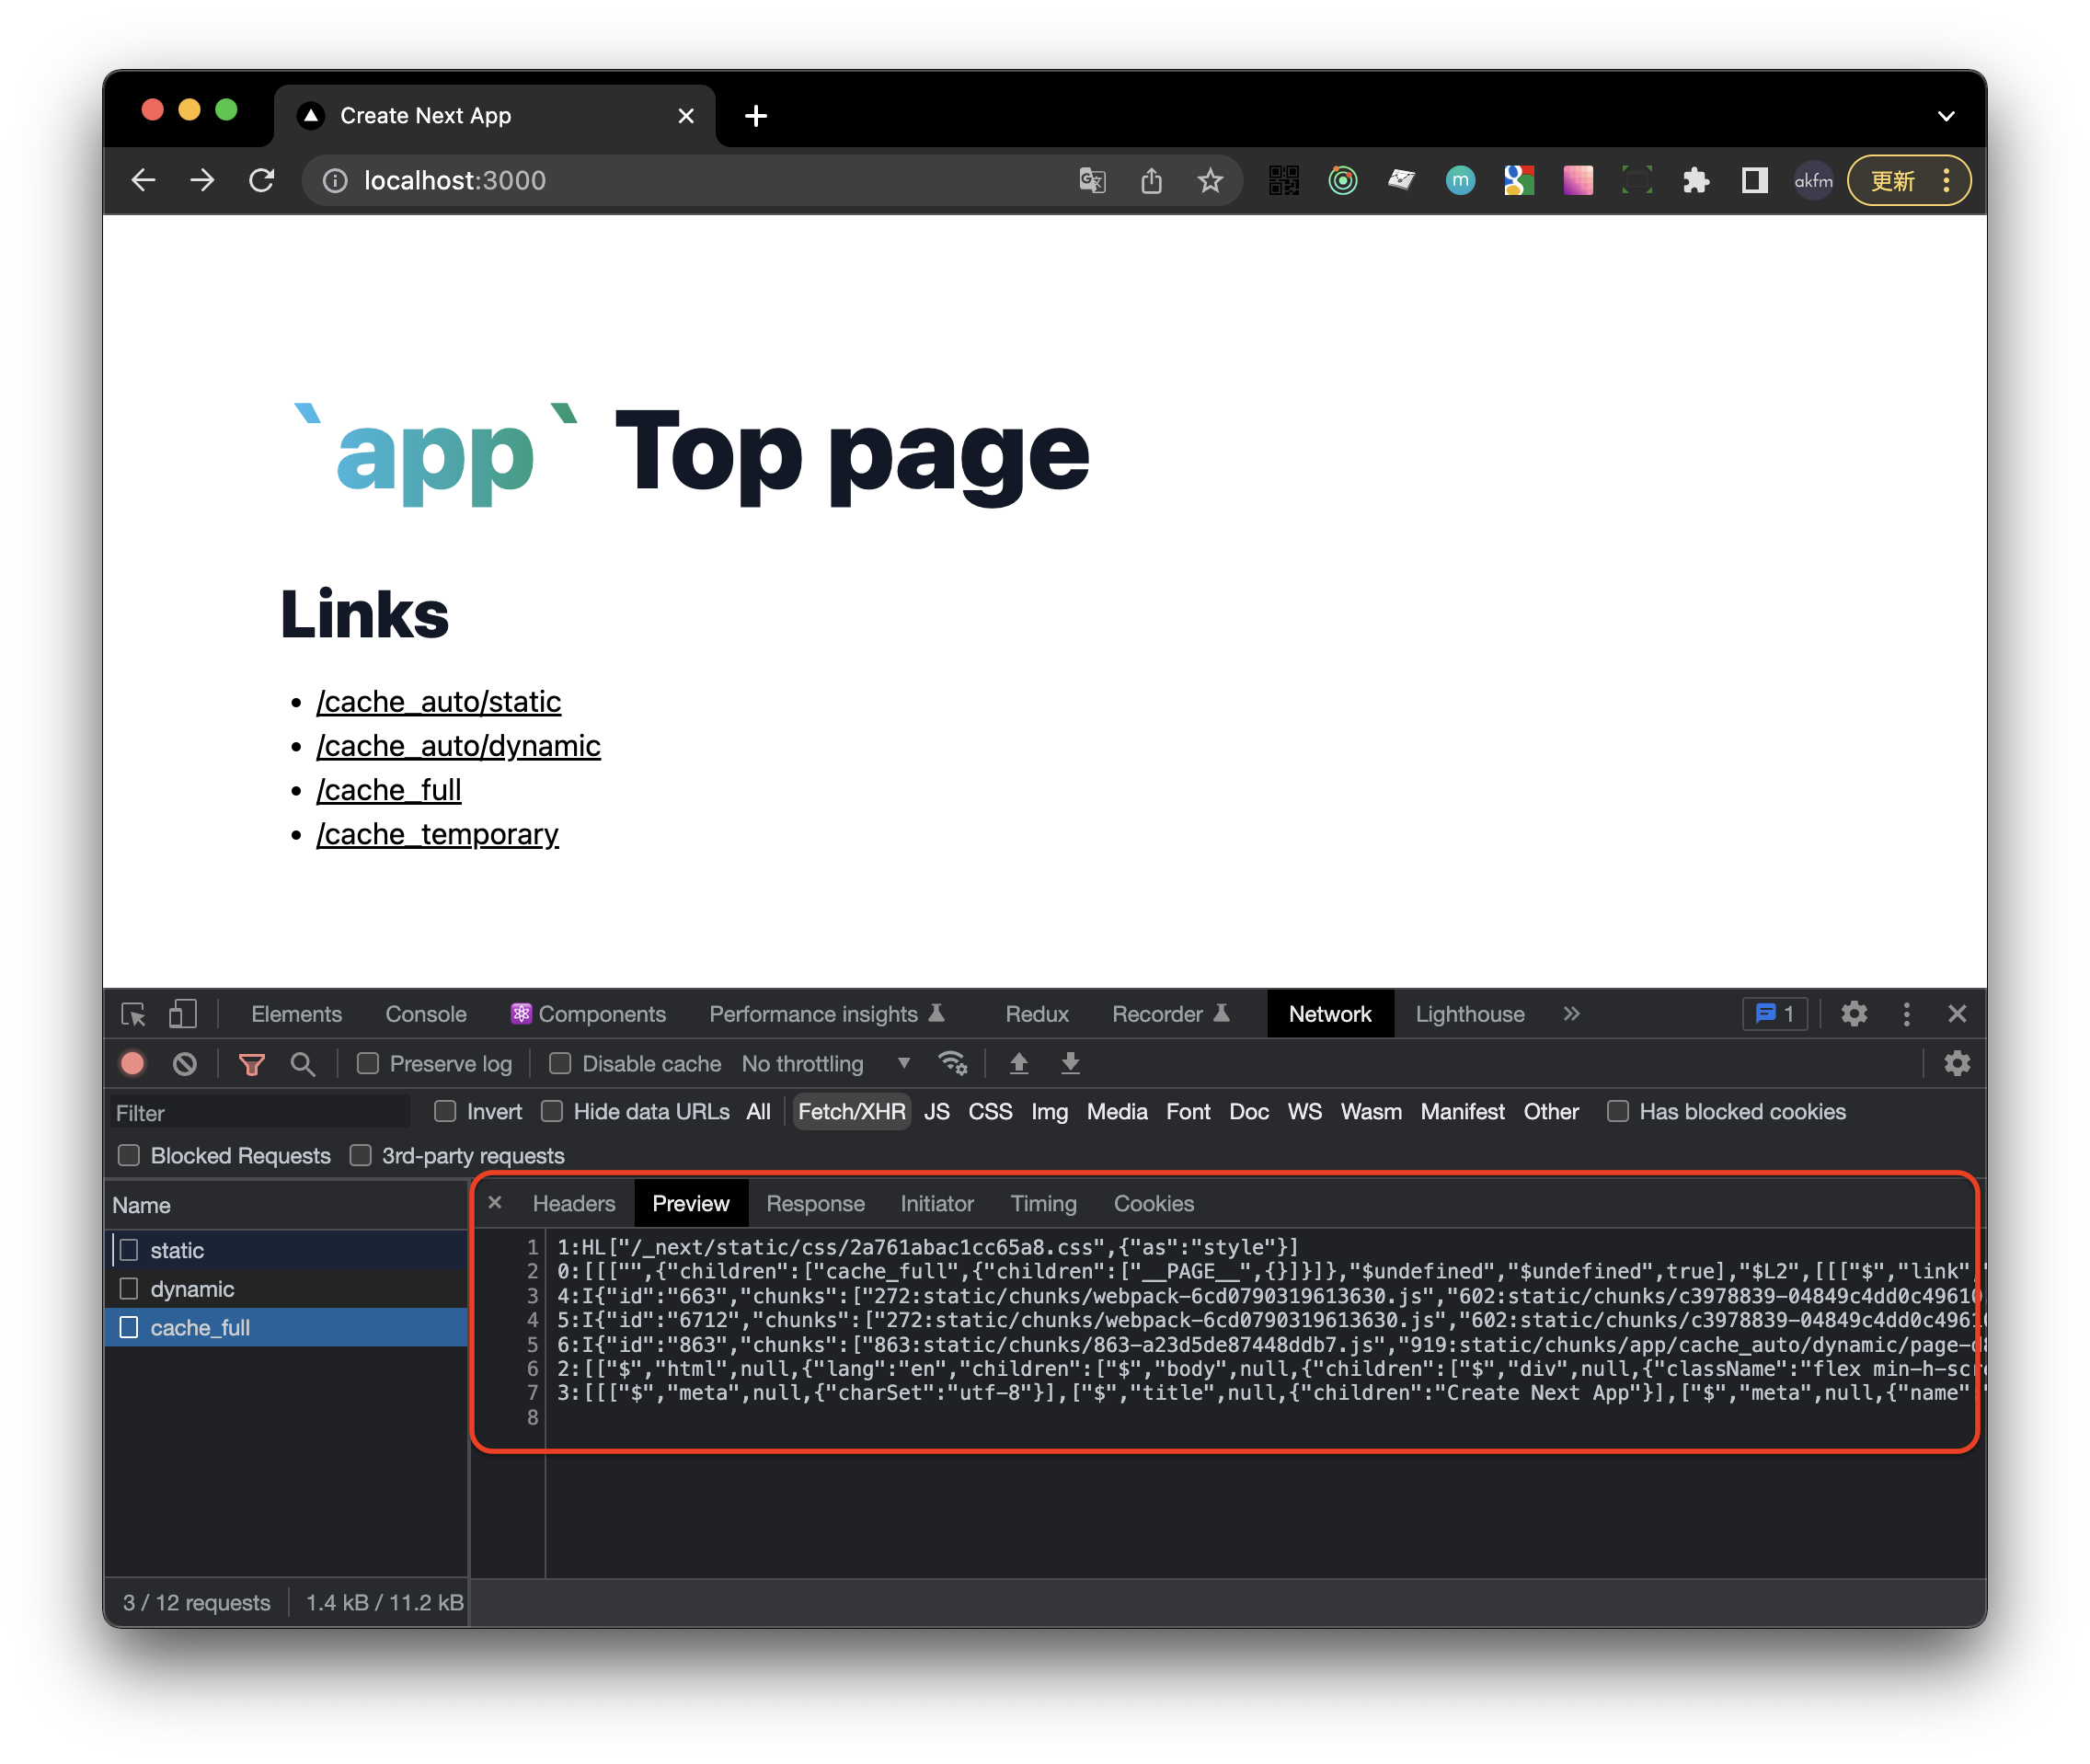 Create Next App
localhost:3000
m
akfm
更新
`app` Top page
Links
/cache_auto/static
/cache_auto/dynamic
/cache_full
/cache_temporary
Elements Console Components Performance insights Redux Recorder Network Lighthouse 1
Preserve log Disable cache No throttling
Filter Invert Hide data URLs All Fetch/XHR JS CSS Img Media Font Doc WS Wasm Manifest Other Has blocked cookies
Blocked Requests 3rd-party requests
Name
static
dynamic
cache_full
Headers Preview Response Initiator Timing Cookies
1 1:HL["/_next/static/css/2a761abac1cc65a8.css",{"as":"style"}]
2 0:[[["",{"children":["cache_full",{"children":["__PAGE__",{}]}]},"$undefined","$undefined",true],"$L2",[[["$","link","
3 4:I{"id":"663","chunks":["272:static/chunks/webpack-6cd0790319613630.js","602:static/chunks/c3978839-04849c4dd0c49610
4 5:I{"id":"6712","chunks":["272:static/chunks/webpack-6cd0790319613630.js","602:static/chunks/c3978839-04849c4dd0c4961
5 6:I{"id":"863","chunks":["863:static/chunks/863-a23d5de87448ddb7.js","919:static/chunks/app/cache_auto/dynamic/page-d8
6 2:[["$","html",null,{"lang":"en","children":["$","body",null,{"children":["$","div",null,{"className":"flex min-h-scre
7 3:[[["$","meta",null,{"charSet":"utf-8"}],["$","title",null,{"children":"Create Next App"}],["$","meta",null,{"name":"
8
3 / 12 requests 1.4 kB / 11.2 kB